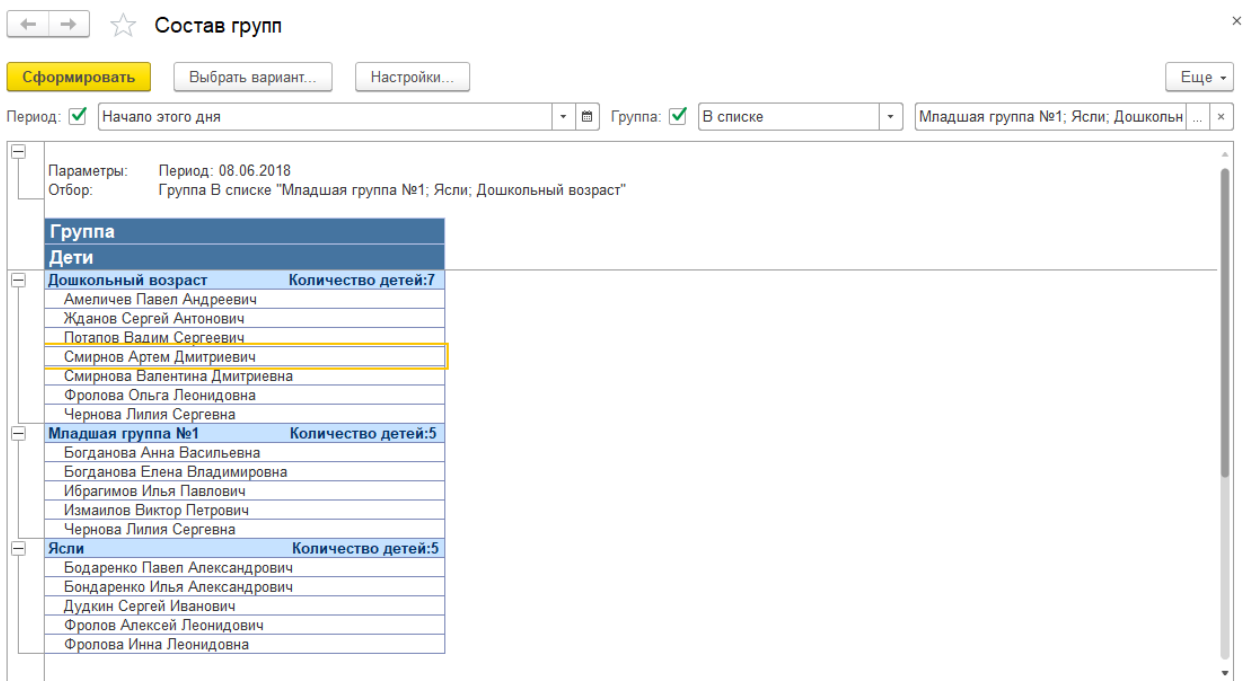 Состав групп
Сформировать Выбрать вариант... Настройки... Еще
Период: Начало этого дня Группа: В списке Младшая группа №1; Ясли; Дошкольн ...
Параметры: Период: 08.06.2018
Отбор: Группа В списке "Младшая группа №1; Ясли; Дошкольный возраст"
Группа
Дети
Дошкольный возраст Количество детей:7
Амеличев Павел Андреевич
Жданов Сергей Антонович
Потапов Вадим Сергеевич
Смирнов Артем Дмитриевич
Смирнова Валентина Дмитриевна
Фролова Ольга Леонидовна
Чернова Лилия Сергевна
Младшая группа №1 Количество детей:5
Богданова Анна Васильевна
Богданова Елена Владимировна
Ибрагимов Илья Павлович
Измаилов Виктор Петрович
Чернова Лилия Сергевна
Ясли Количество детей:5
Бодаренко Павел Александрович
Бондаренко Илья Александрович
Дудкин Сергей Иванович
Фролов Алексей Леонидович
Фролова Инна Леонидовна